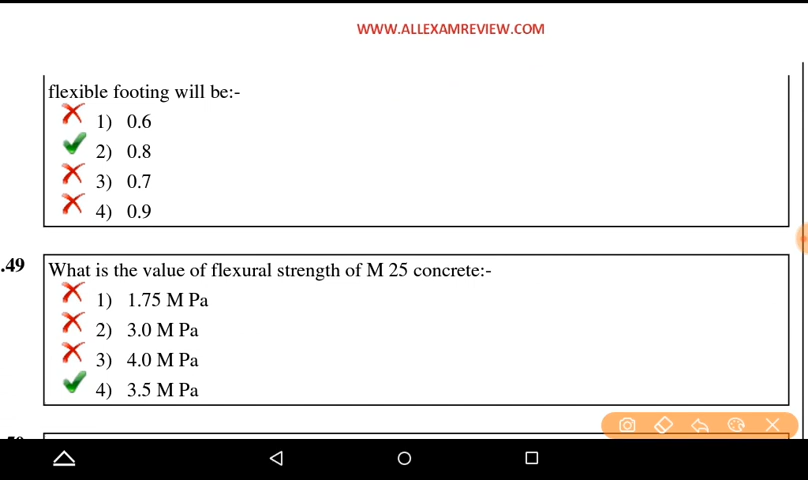 WWW.ALLEXAMREVIEW.COM
flexible footing will be:-
1) 0.6
2) 0.8
3) 0.7
4) 0.9
.49 What is the value of flexural strength of M 25 concrete:-
1) 1.75 M Pa
2) 3.0 M Pa
3) 4.0 M Pa
4) 3.5 M Pa